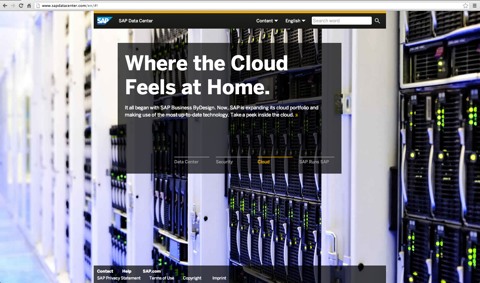 www.sapdatacenter.com/en/#!
SAP SAP Data Center Content English Search word
Where the Cloud
Feels at Home.
It all began with SAP Business ByDesign. Now, SAP is expanding its cloud portfolio and
making use of the most up-to-date technology. Take a peek inside the cloud.
Data Center Security Cloud SAP Runs SAP
Contact Help SAP.com
SAP Privacy Statement Terms of Use Copyright Imprint